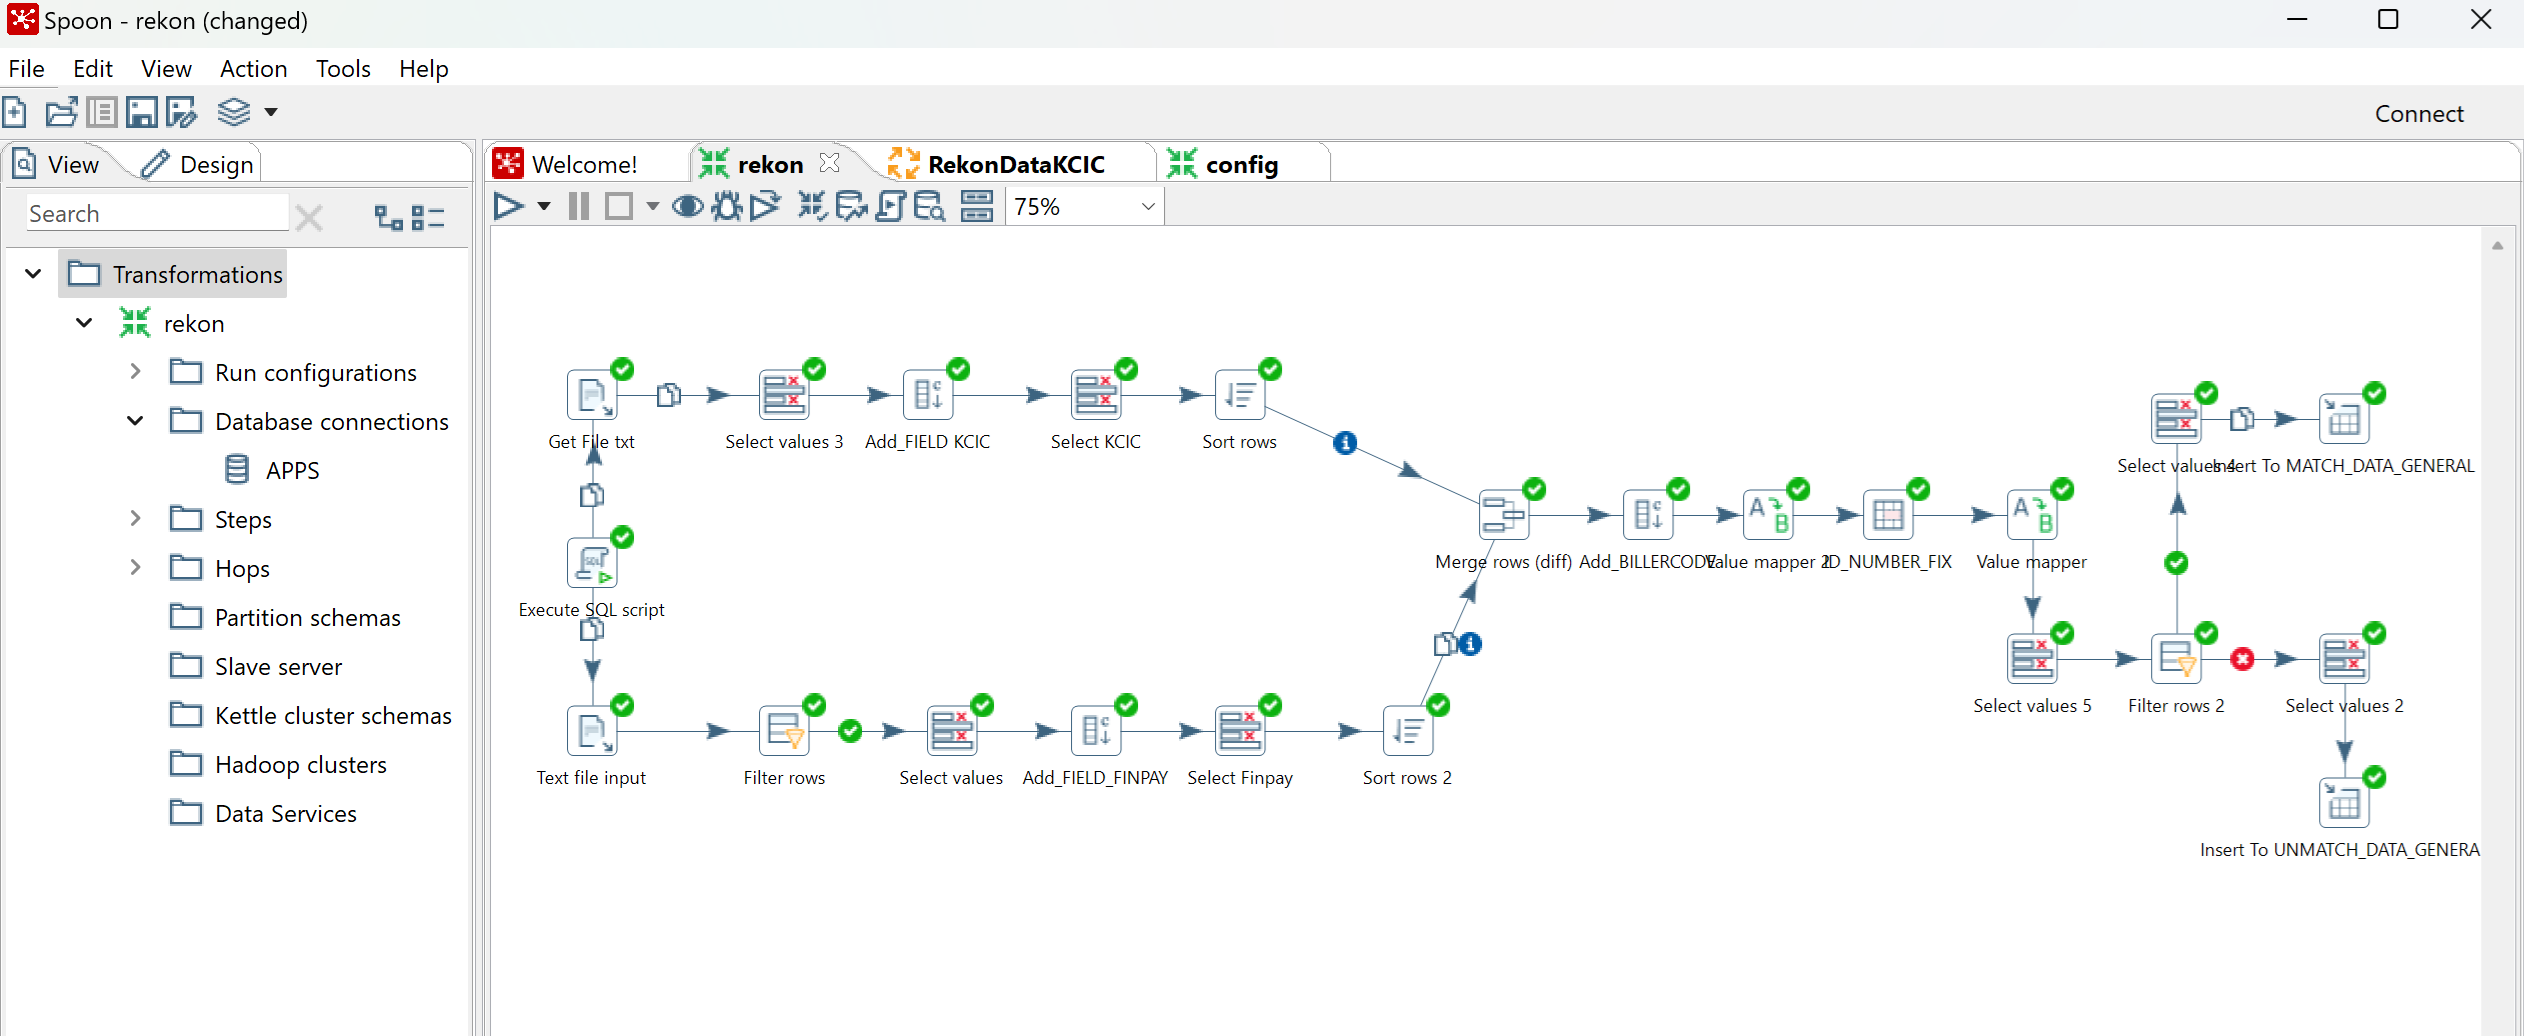 Spoon - rekon (changed)
File Edit View Action Tools Help
Connect
View Design
Welcome! rekon RekonDataKCIC config
Search
75%
Transformations
rekon
Run configurations
Database connections
APPS
Steps
Hops
Partition schemas
Slave server
Kettle cluster schemas
Hadoop clusters
Data Services
Get File txt Select values 3 Add_FIELD KCIC Select KCIC Sort rows
Select values 4 Insert To MATCH_DATA_GENERAL
Merge rows (diff) Add_BILLERCODE Value mapper 2 ID_NUMBER_FIX Value mapper
Execute SQL script
Select values 5 Filter rows 2 Select values 2
Text file input Filter rows Select values Add_FIELD_FINPAY Select Finpay Sort rows 2
Insert To UNMATCH_DATA_GENERA